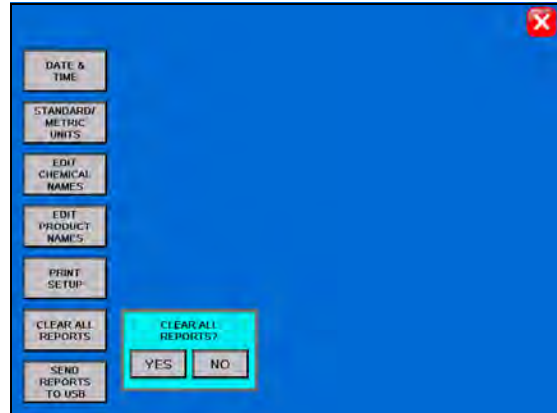 DATE &
TIME
STANDARD/
METRIC
UNITS
EDIT
CHEMICAL
NAMES
EDIT
PRODUCT
NAMES
PRINT
SETUP
CLEAR ALL
REPORTS
CLEAR ALL
REPORTS?
YES NO
SEND
REPORTS
TO USB